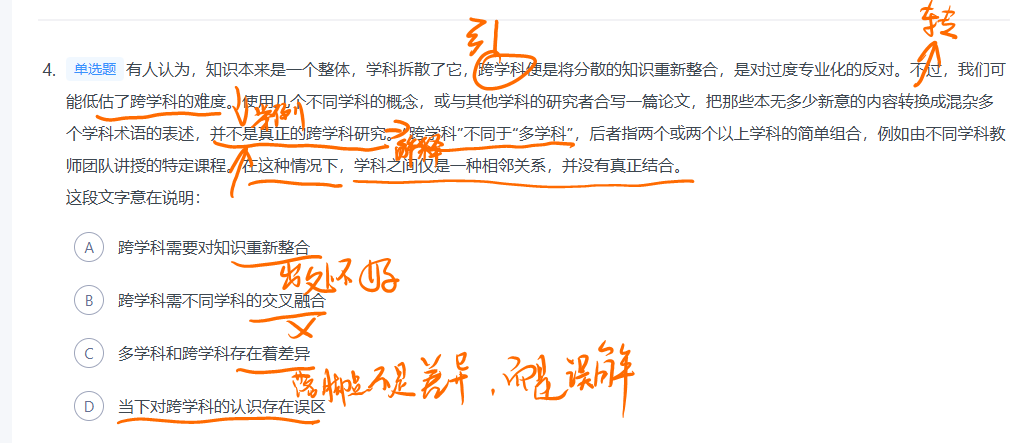 引
转
4. 单选题 有人认为，知识本来是一个整体，学科拆散了它，跨学科便是将分散的知识重新整合，是对过度专业化的反对。不过，我们可
能低估了跨学科的难度。使用几个不同学科的概念，或与其他学科的研究者合写一篇论文，把那些本无多少新意的内容转换成混杂多
举例
个学科术语的表述，并不是真正的跨学科研究。“跨学科”不同于“多学科”，后者指两个或两个以上学科的简单组合，例如由不同学科教
解释
师团队讲授的特定课程。在这种情况下，学科之间仅是一种相邻关系，并没有真正结合。
这段文字意在说明：
A 跨学科需要对知识重新整合
出处不好
B 跨学科需不同学科的交叉融合
C 多学科和跨学科存在着差异
落脚点不是差异，而是误解
D 当下对跨学科的认识存在误区